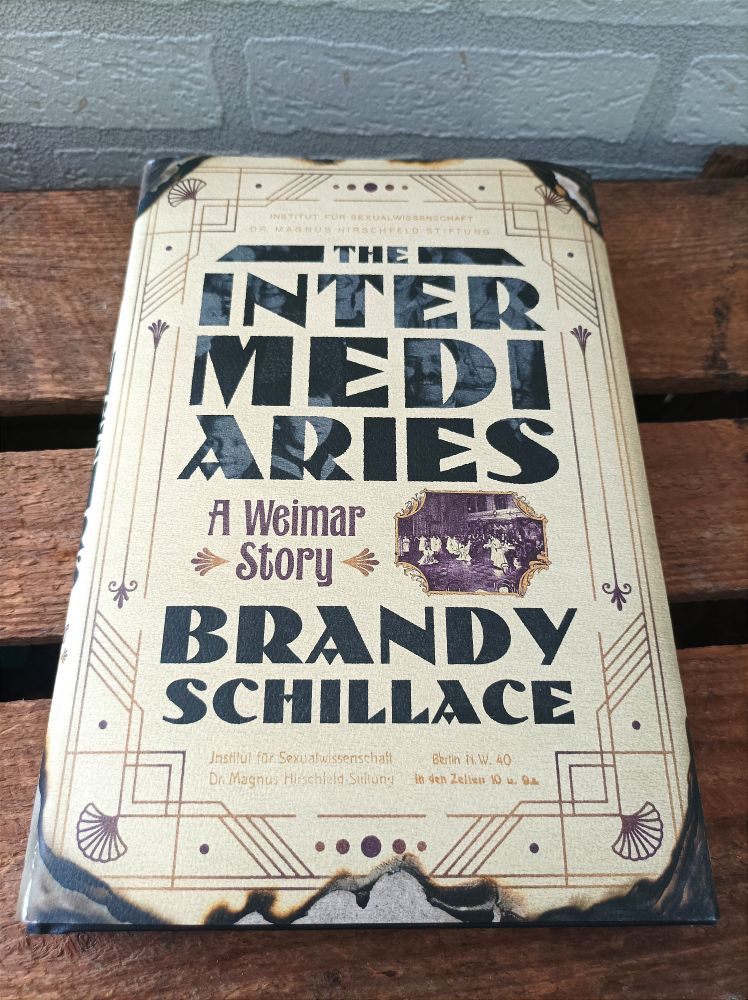 INSTITUT FÜR SEXUALWISSENSCHAFT
DR. MAGNUS HIRSCHFELD-STIFTUNG
THE
INTER
MEDI
ARIES
A Weimar
Story
BRANDY
SCHILLACE
Institut für Sexualwissenschaft
Dr. Magnus Hirschfeld-Stiftung
Berlin N.W. 40
In den Zelten 10 u. 9a